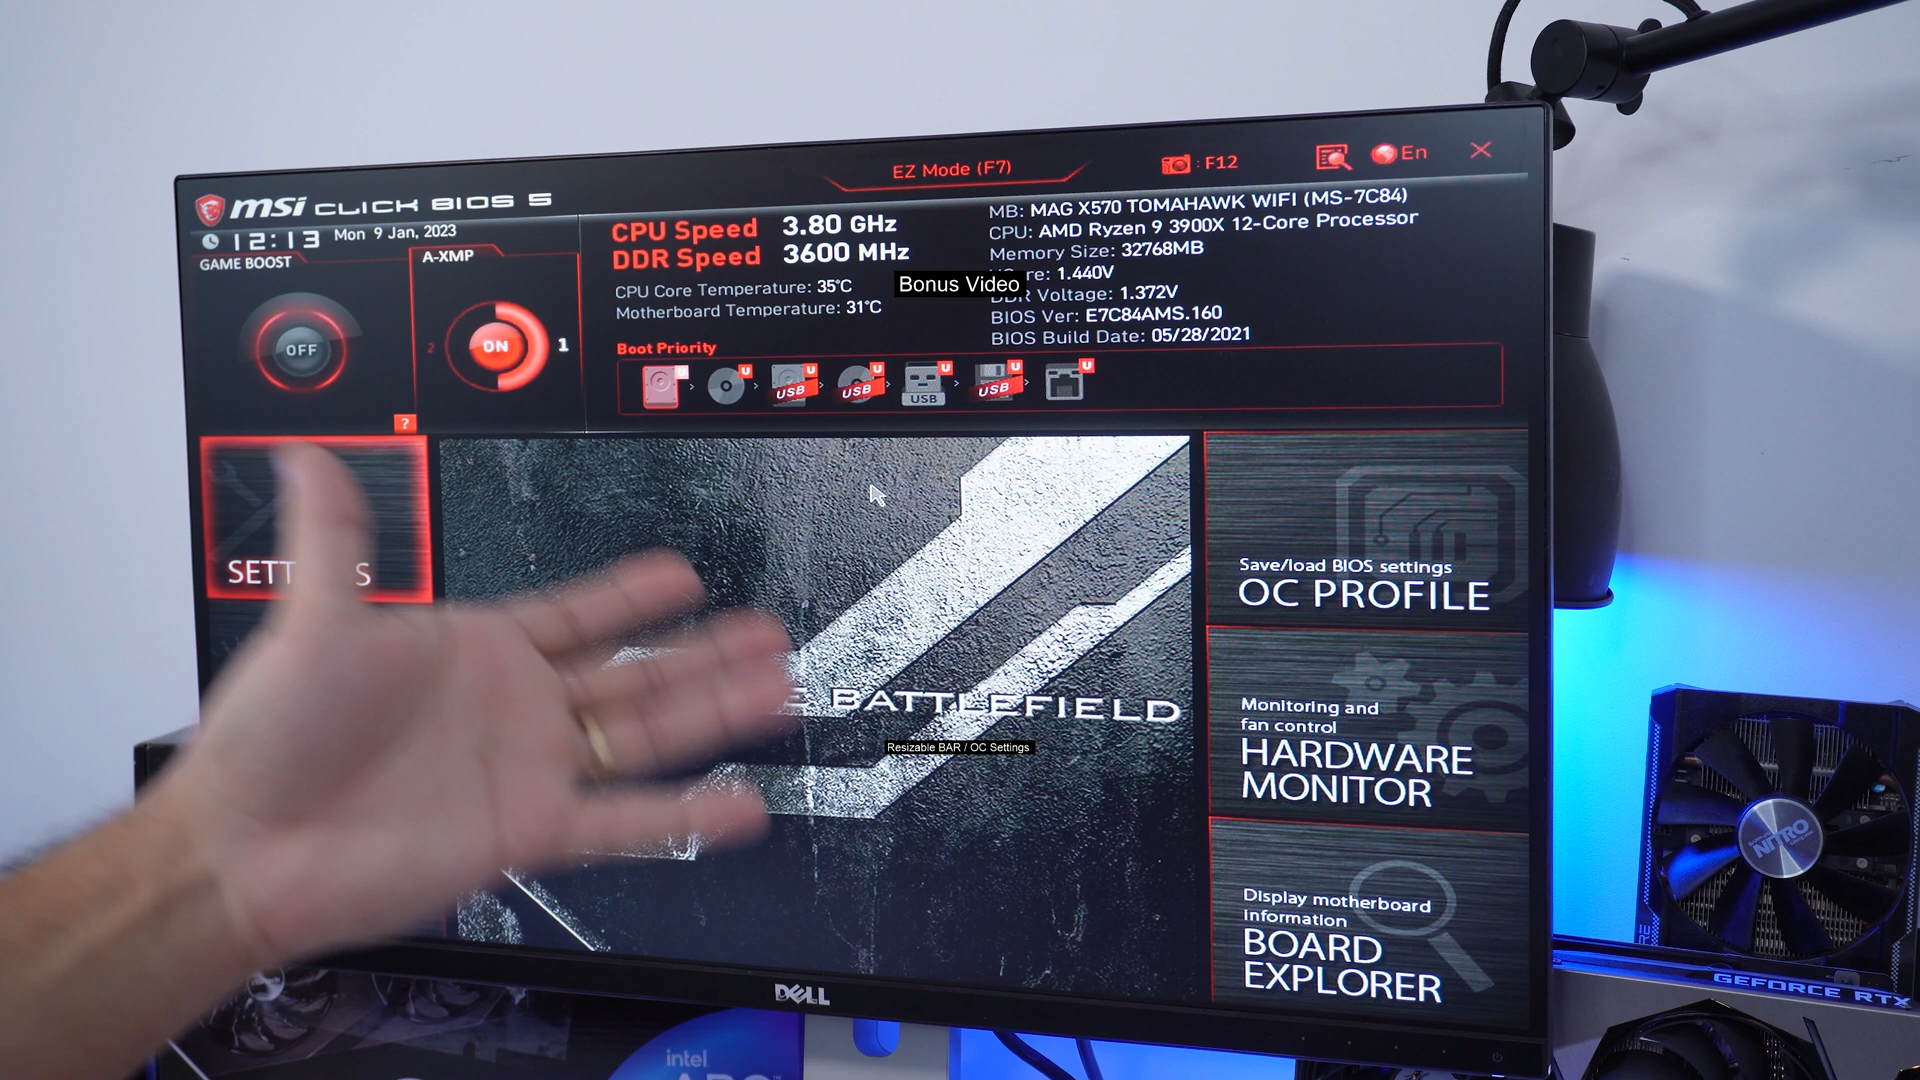 EZ Mode (F7)
: F12
En
msi CLICK BIOS 5
12:13 Mon 9 Jan, 2023
GAME BOOST
OFF
A-XMP
2 ON 1
CPU Speed 3.80 GHz
DDR Speed 3600 MHz
CPU Core Temperature: 35°C
Motherboard Temperature: 31°C
MB: MAG X570 TOMAHAWK WIFI (MS-7C84)
CPU: AMD Ryzen 9 3900X 12-Core Processor
Memory Size: 32768MB
1.440V
Bonus Video
DDR Voltage: 1.372V
BIOS Ver: E7C84AMS.160
BIOS Build Date: 05/28/2021
Boot Priority
U U U U U U U
USB USB USB USB
?
BATTLEFIELD
Resizable BAR / OC Settings
Save/load BIOS settings
OC PROFILE
Monitoring and
fan control
HARDWARE
MONITOR
Display motherboard
information
BOARD
EXPLORER
DELL
intel
NITRO
GEFORCE RTX